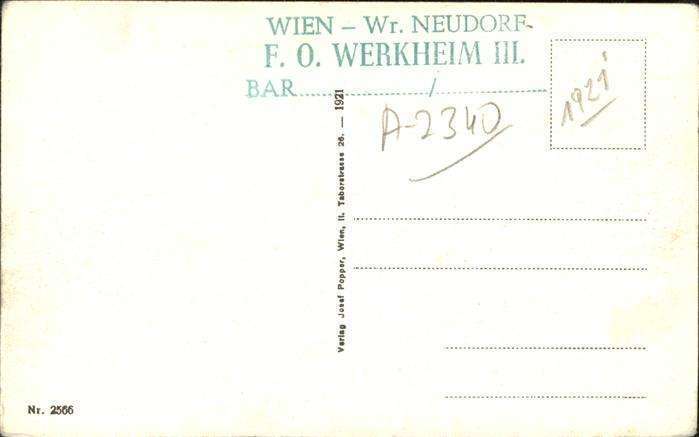 WIEN – Wr. NEUDORF-
F. O. WERKHEIM III.
BAR ........................ / ........................
A-2340
1921
Verlag Josef Popper, Wien, II. Taborstrasse 26. — 1921
Nr. 2566